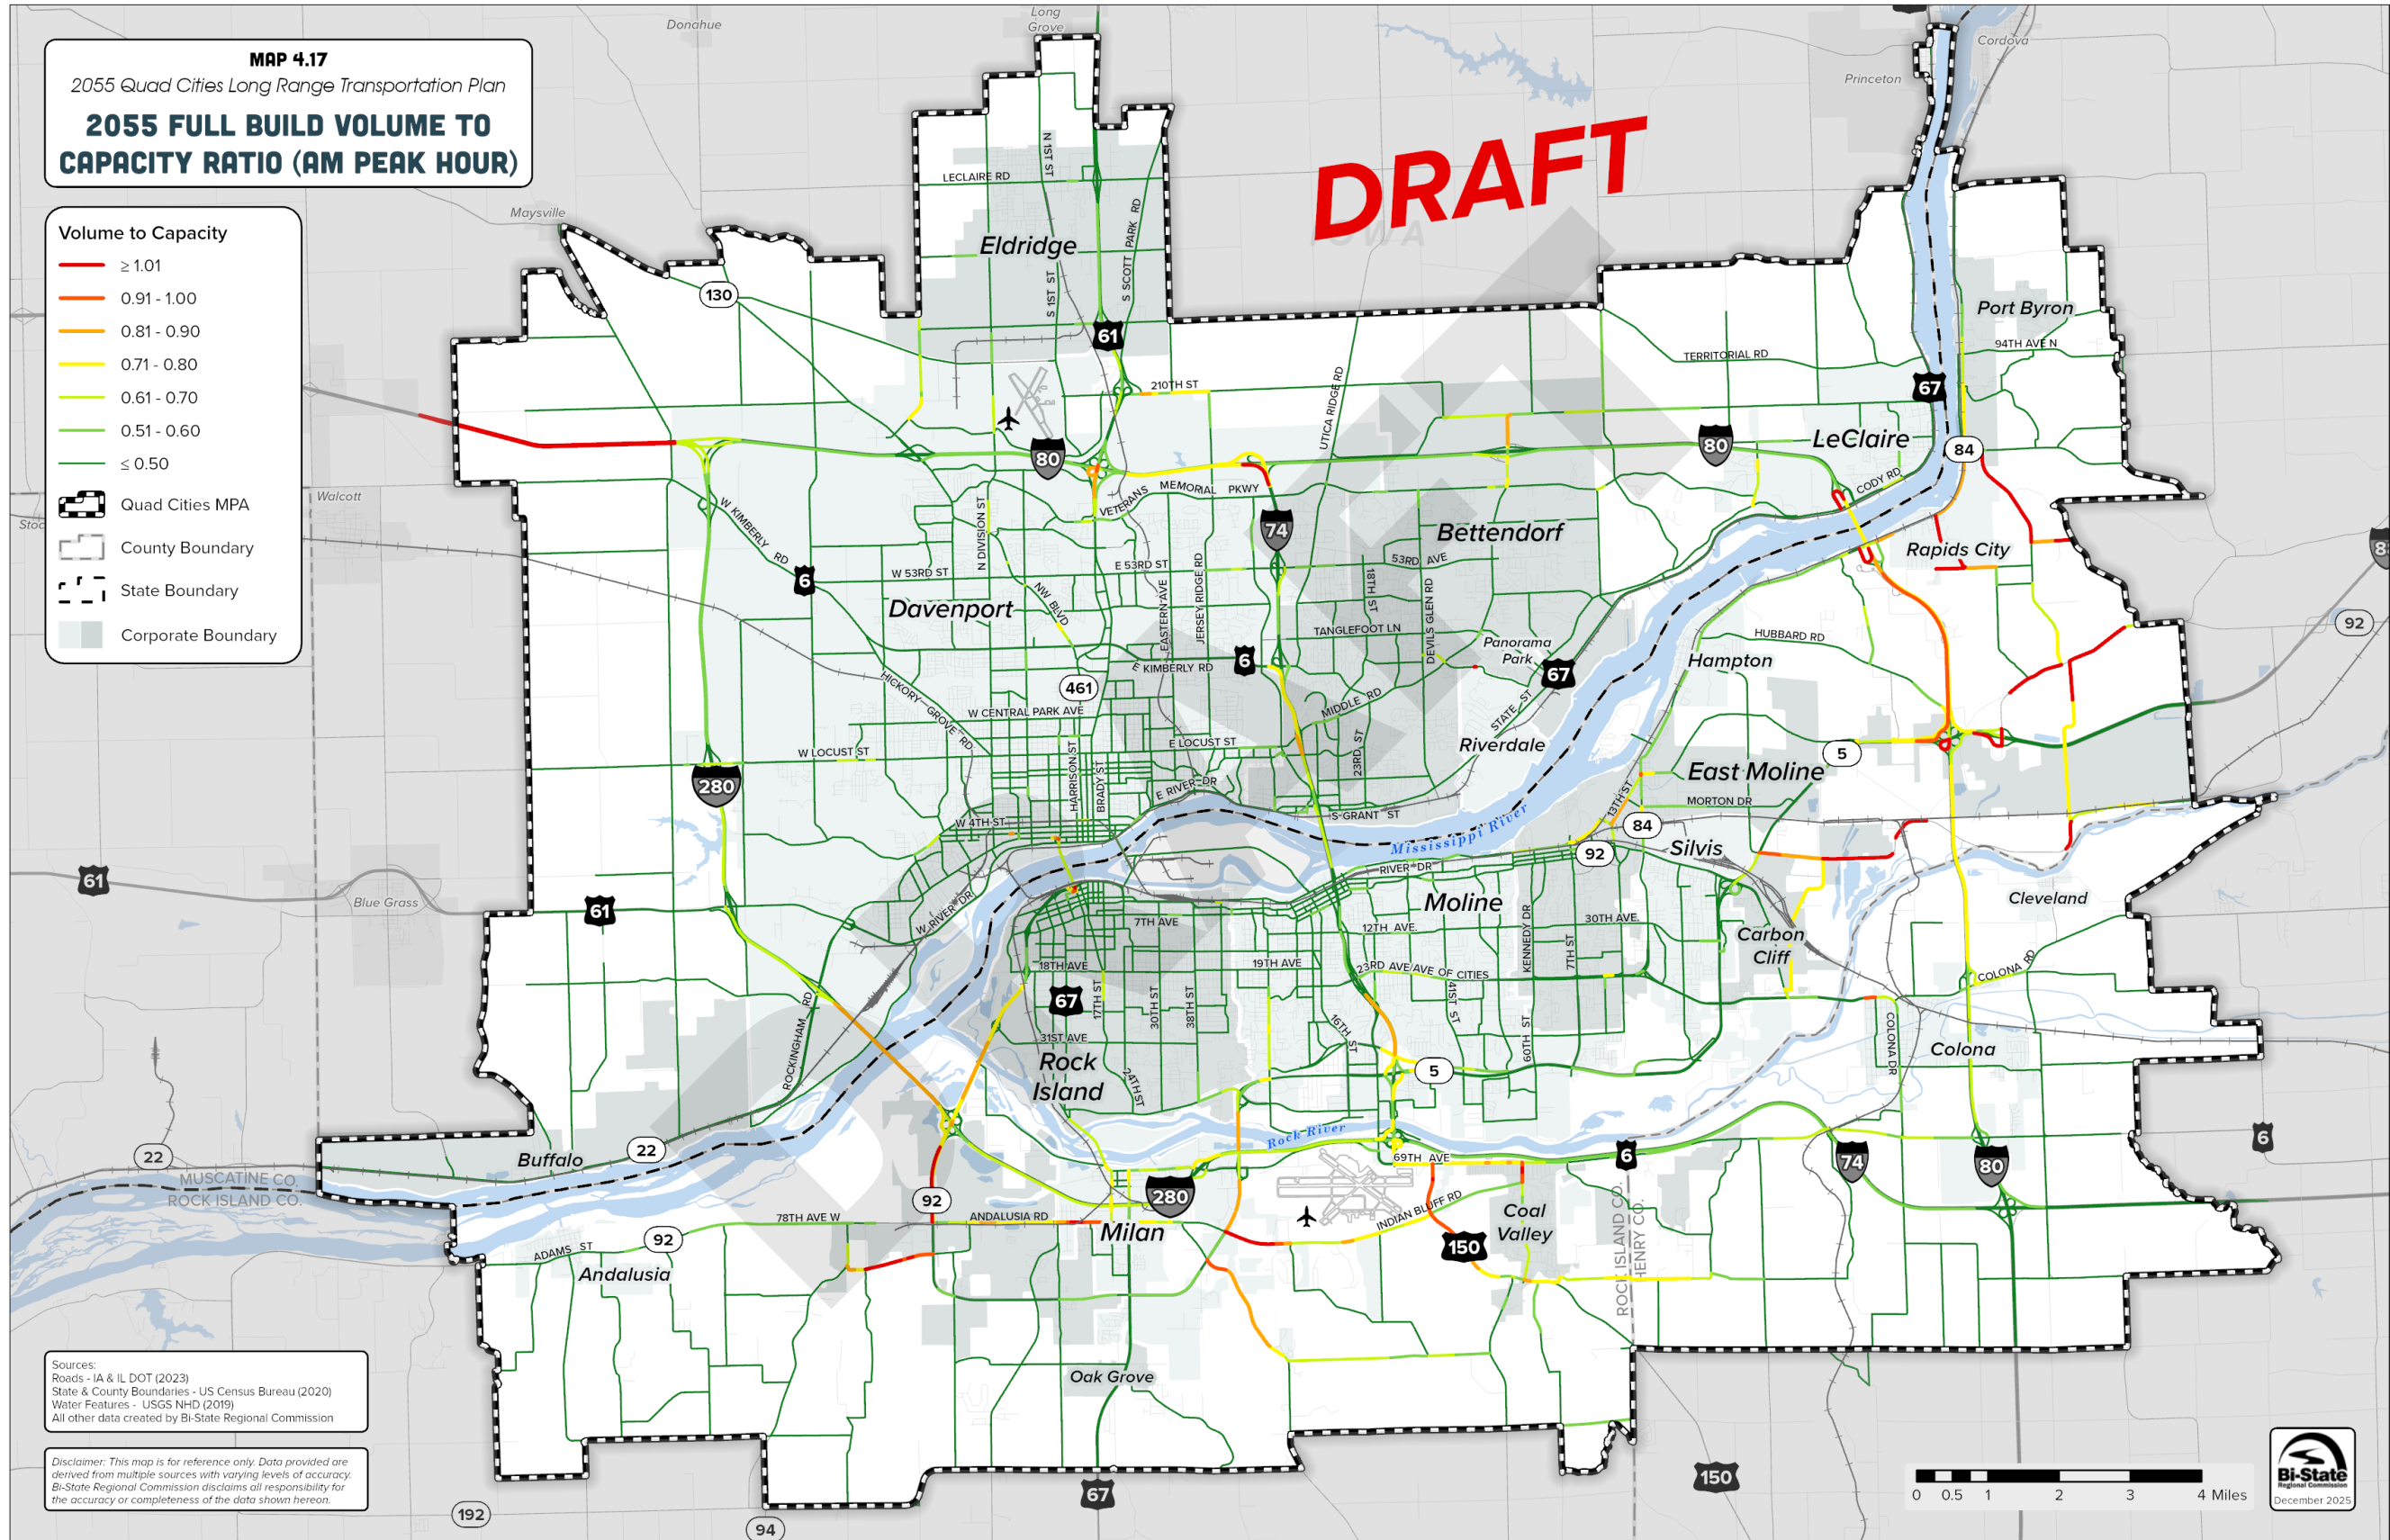 MAP 4.17
2055 Quad Cities Long Range Transportation Plan
2055 FULL BUILD VOLUME TO
CAPACITY RATIO (AM PEAK HOUR)
Volume to Capacity
≥ 1.01
0.91 - 1.00
0.81 - 0.90
0.71 - 0.80
0.61 - 0.70
0.51 - 0.60
≤ 0.50
Quad Cities MPA
County Boundary
State Boundary
Corporate Boundary
DRAFT
IOWA
Donahue
Long
Grove
Cordova
Princeton
Maysville
N 1ST ST
LECLAIRE RD
Eldridge
S SCOTT PARK RD
S 1ST ST
130
61
210TH ST
UTICA RIDGE RD
TERRITORIAL RD
Port Byron
94TH AVE N
67
LeClaire
84
80
80
CODY RD
Walcott
W KIMBERLY RD
N DIVISION ST
VETERANS MEMORIAL PKWY
74
Bettendorf
Rapids City
6
W 53RD ST
E 53RD ST
53RD AVE
NW BLVD
EASTERN AVE
JERSEY RIDGE RD
18TH ST
DEVILS GLEN RD
Davenport
TANGLEFOOT LN
Panorama
Park
HUBBARD RD
Hampton
92
E KIMBERLY RD
6
67
461
HICKORY GROVE RD
W CENTRAL PARK AVE
MIDDLE RD
STATE ST
W LOCUST ST
E LOCUST ST
HARRISON ST
BRADY ST
23RD ST
Riverdale
5
East Moline
280
E RIVER DR
MORTON DR
13TH ST
W 4TH ST
S GRANT ST
Mississippi River
84
92
Silvis
RIVER DR
61
Blue Grass
61
W RIVER DR
7TH AVE
Moline
12TH AVE.
30TH AVE.
KENNEDY DR
7TH ST
Cleveland
Carbon
Cliff
18TH AVE
19TH AVE
23RD AVE/AVE OF CITIES
COLONA RD
67
17TH ST
30TH ST
38TH ST
41ST ST
16TH ST
60TH ST
ROCKINGHAM RD
31ST AVE
Rock
Island
24TH ST
5
COLONA DR
Colona
Rock River
22
Buffalo
22
MUSCATINE CO.
ROCK ISLAND CO.
69TH AVE
6
74
80
6
92
280
78TH AVE W
ANDALUSIA RD
INDIAN BLUFF RD
Coal
Valley
Milan
150
92
ADAMS ST
Andalusia
ROCK ISLAND CO.
HENRY CO.
Oak Grove
Sources:
Roads - IA & IL DOT (2023)
State & County Boundaries - US Census Bureau (2020)
Water Features - USGS NHD (2019)
All other data created by Bi-State Regional Commission
Disclaimer: This map is for reference only. Data provided are
derived from multiple sources with varying levels of accuracy.
Bi-State Regional Commission disclaims all responsibility for
the accuracy or completeness of the data shown hereon.
192
94
67
150
0 0.5 1 2 3 4 Miles
Bi-State
Regional Commission
December 2025